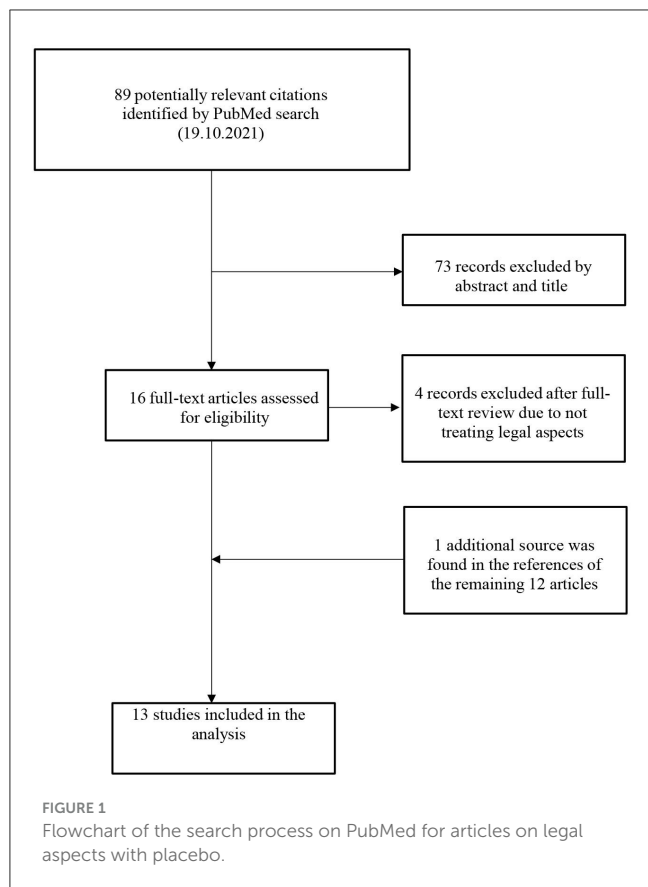 89 potentially relevant citations
identified by PubMed search
(19.10.2021)
73 records excluded by
abstract and title
16 full-text articles assessed
for eligibility
4 records excluded after full-
text review due to not
treating legal aspects
1 additional source was
found in the references of
the remaining 12 articles
13 studies included in the
analysis
FIGURE 1
Flowchart of the search process on PubMed for articles on legal
aspects with placebo.